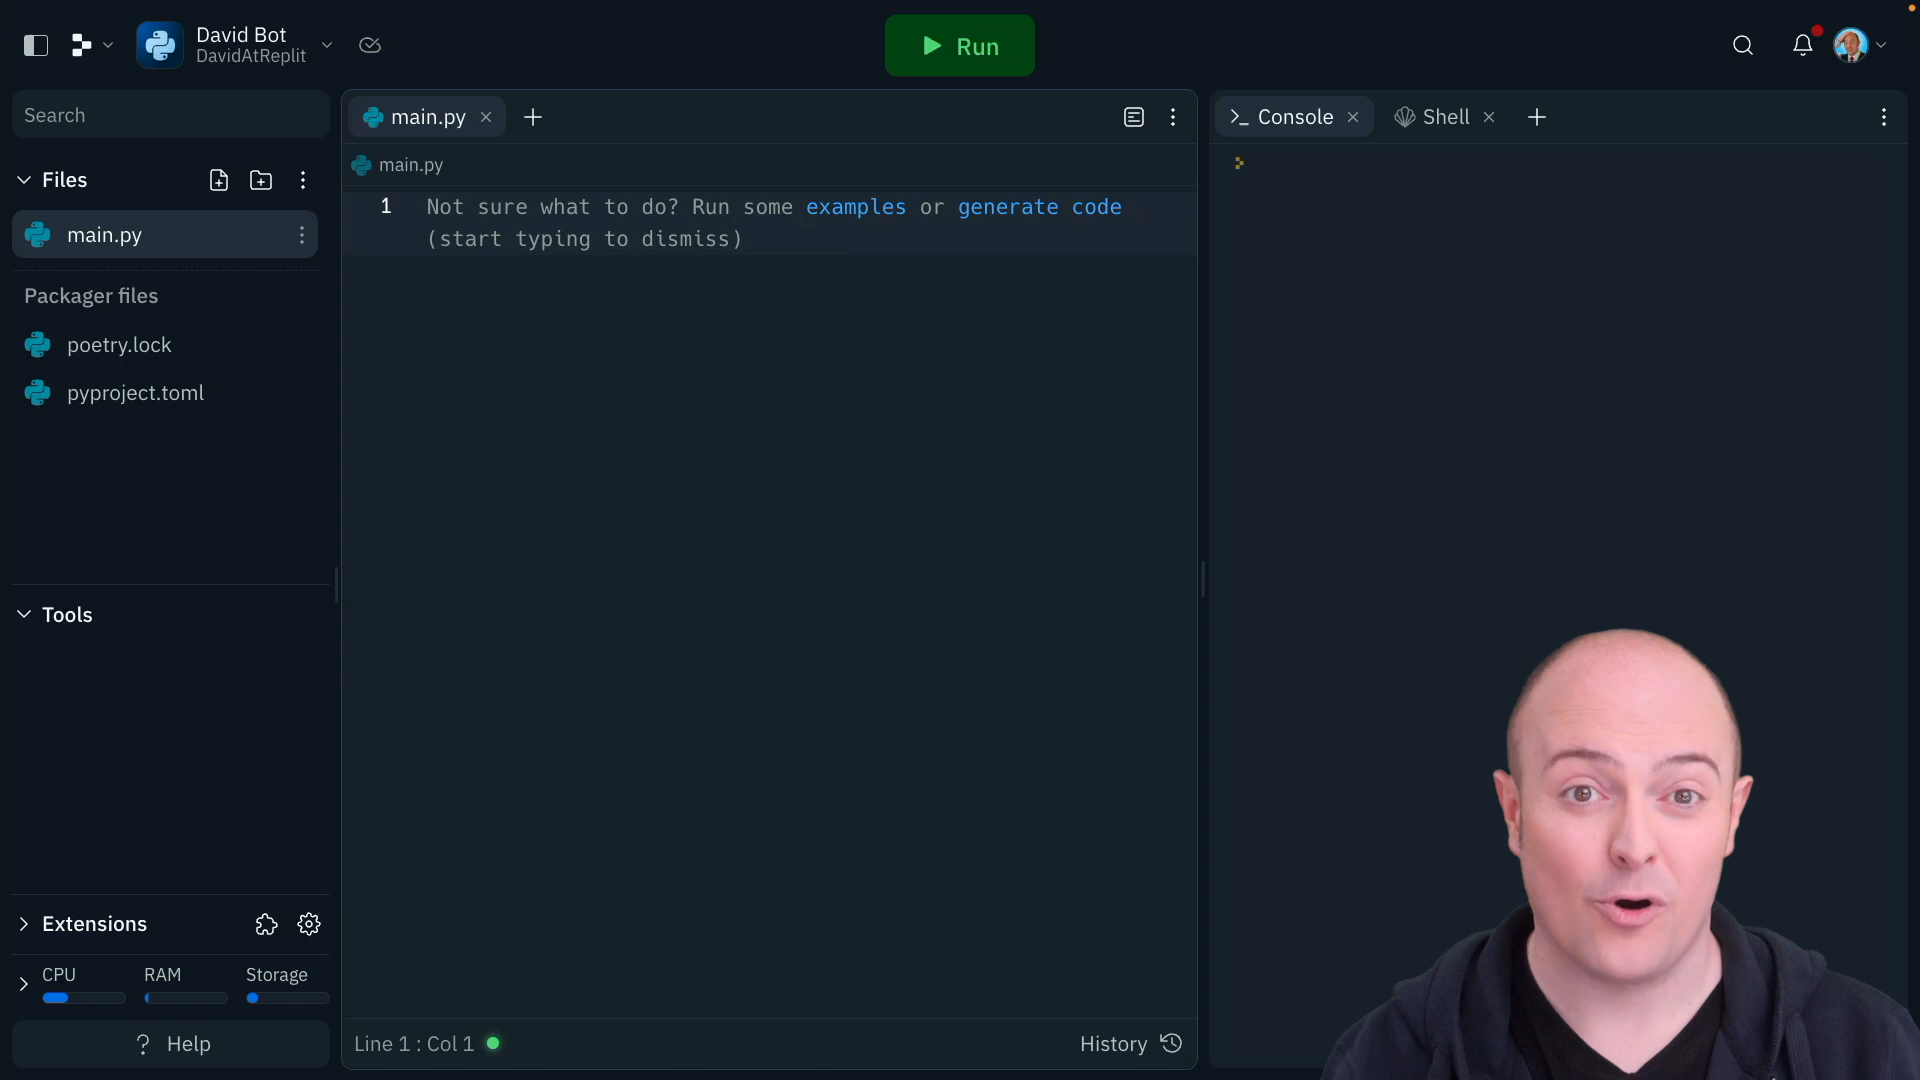 David Bot
DavidAtReplit
Run
Search
Files
main.py
Packager files
poetry.lock
pyproject.toml
Tools
Extensions
CPU RAM Storage
? Help
main.py
main.py
1 Not sure what to do? Run some examples or generate code
(start typing to dismiss)
Line 1 : Col 1
History
Console
Shell